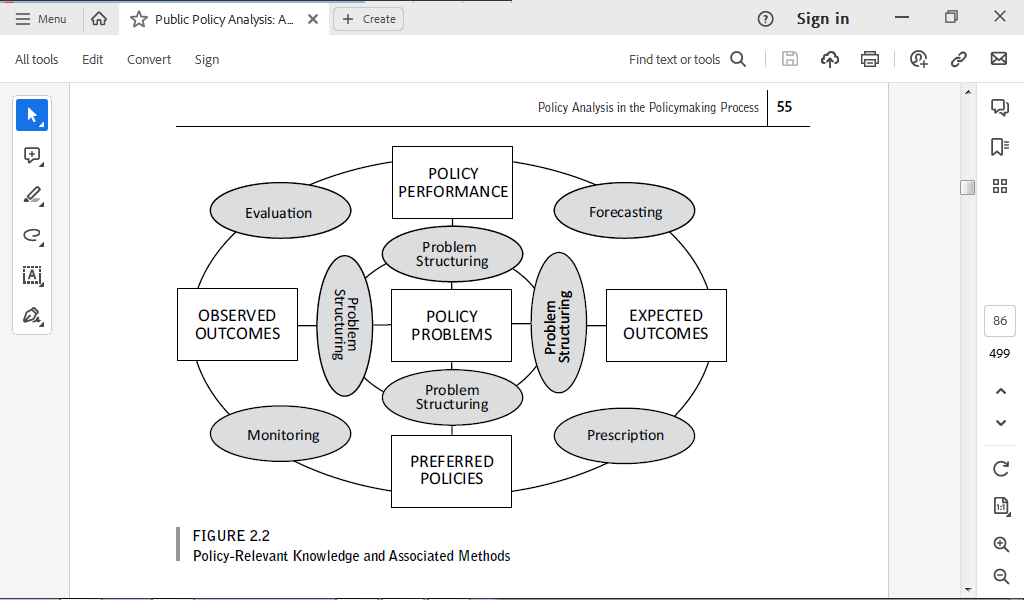 Menu
Public Policy Analysis: A...
Create
Sign in
All tools
Edit
Convert
Sign
Find text or tools
Policy Analysis in the Policymaking Process
55
POLICY
PERFORMANCE
Evaluation
Forecasting
Problem
Structuring
Problem
Structuring
Problem
Structuring
OBSERVED
OUTCOMES
POLICY
PROBLEMS
EXPECTED
OUTCOMES
Problem
Structuring
Monitoring
Prescription
PREFERRED
POLICIES
FIGURE 2.2
Policy-Relevant Knowledge and Associated Methods
86
499
1:1